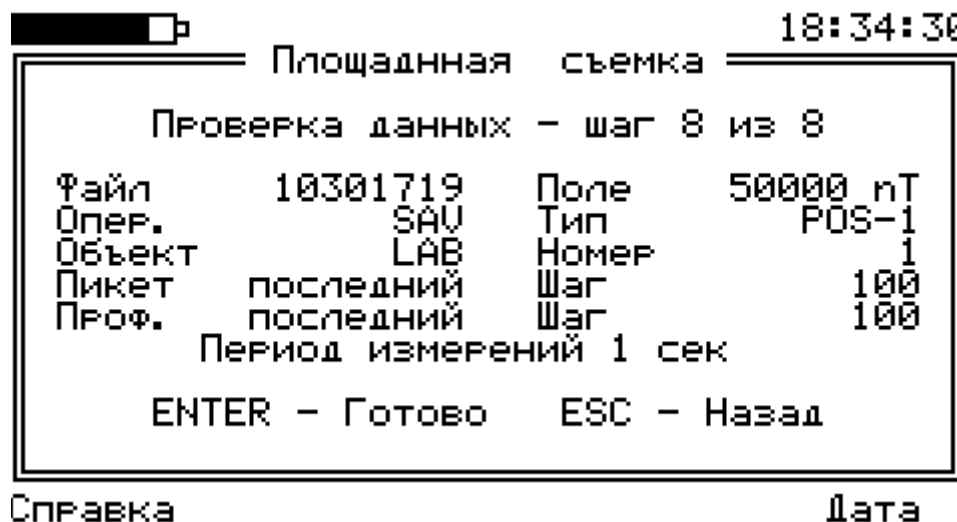 18:34:30
Площаднная съемка
Проверка данных - шаг 8 из 8
Файл 10301719 Поле 50000 nT
Опер. SAV Тип POS-1
Объект LAB Номер 1
Пикет последний Шаг 100
Проф. последний Шаг 100
Период измерений 1 сек
ENTER - Готово ESC - Назад
Справка Дата